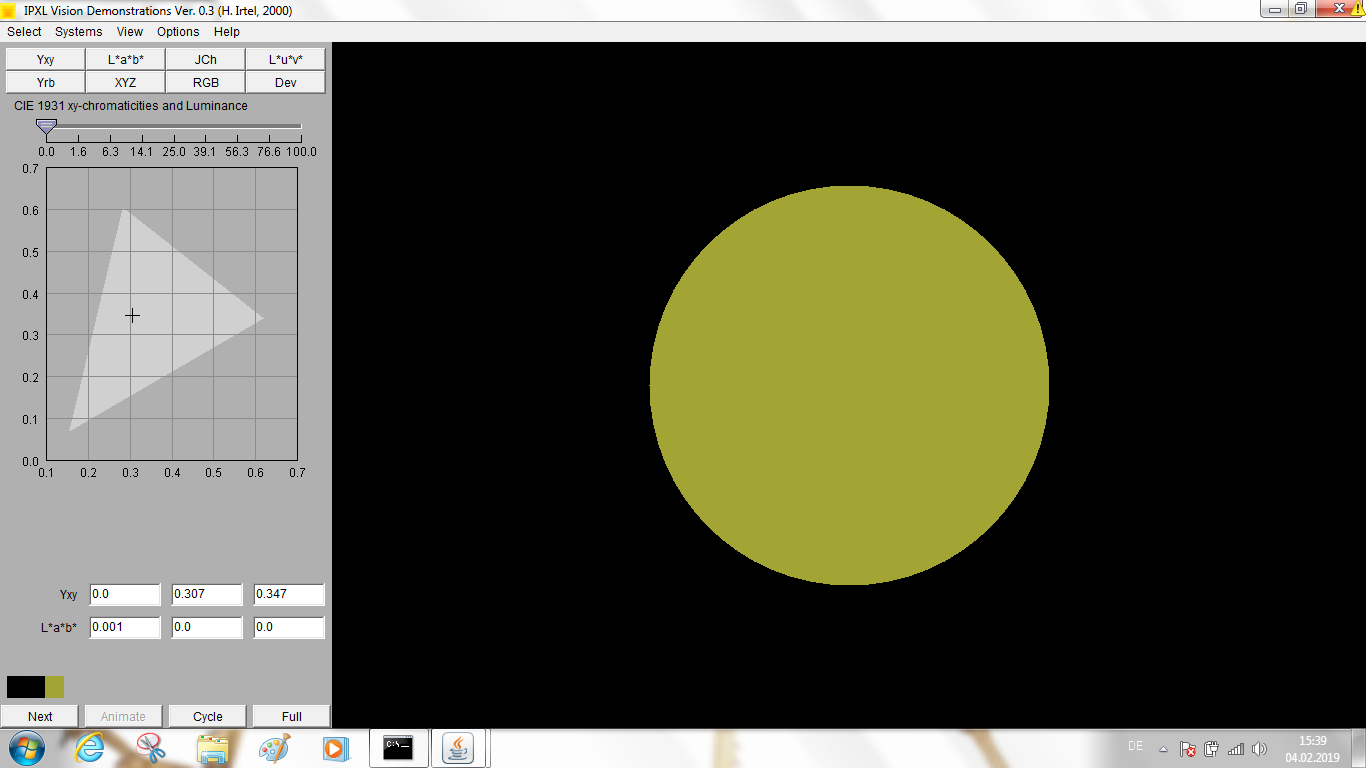 IPXL Vision Demonstrations Ver. 0.3 (H. Irtel, 2000)
Select Systems View Options Help
Yxy L*a*b* JCh L*u*v*
Yrb XYZ RGB Dev
CIE 1931 xy-chromaticities and Luminance
0.0 1.6 6.3 14.1 25.0 39.1 56.3 76.6 100.0
0.7
0.6
0.5
0.4
0.3
0.2
0.1
0.0
0.1 0.2 0.3 0.4 0.5 0.6 0.7
Yxy 0.0 0.307 0.347
L*a*b* 0.001 0.0 0.0
Next Animate Cycle Full
C:\
DE 15:39
04.02.2019